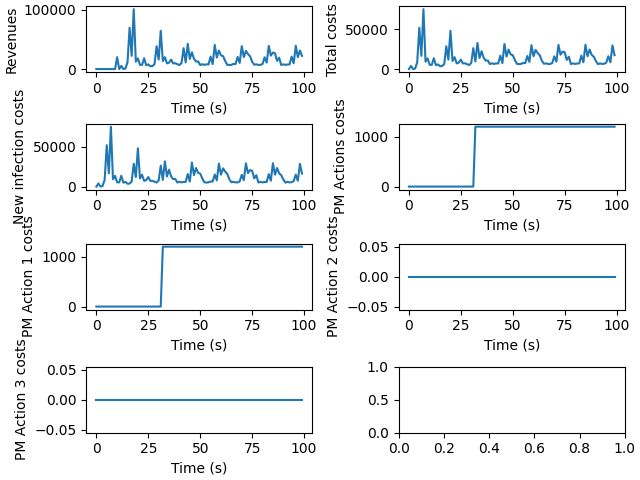 Revenues
100000
0
0 25 50 75 100
Time (s)
Total costs
50000
0
0 25 50 75 100
Time (s)
New infection costs
50000
0
0 25 50 75 100
Time (s)
PM Actions costs
1000
0
0 25 50 75 100
Time (s)
PM Action 1 costs
1000
0
0 25 50 75 100
Time (s)
PM Action 2 costs
0.05
0.00
−0.05
0 25 50 75 100
Time (s)
PM Action 3 costs
0.05
0.00
−0.05
0 25 50 75 100
Time (s)
1.0
0.5
0.0
0.0 0.2 0.4 0.6 0.8 1.0